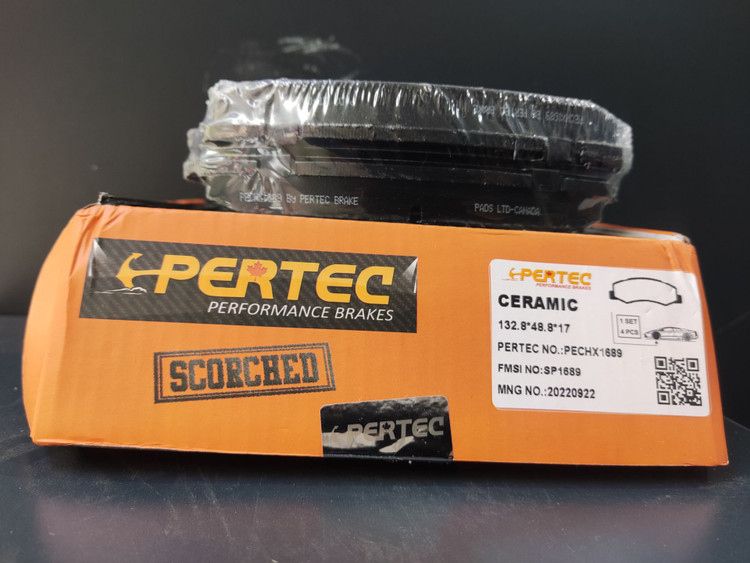 BY PERTEC BRAKE
PADS LTD-CANADA
PERTEC
PERFORMANCE BRAKES
SCORCHED
PERTEC
PERTEC
PERFORMANCE BRAKES
CERAMIC
132.8*48.8*17
1 SET
4 PCS
PERTEC NO.:PECHX1689
FMSI NO:SP1689
MNG NO.:20220922